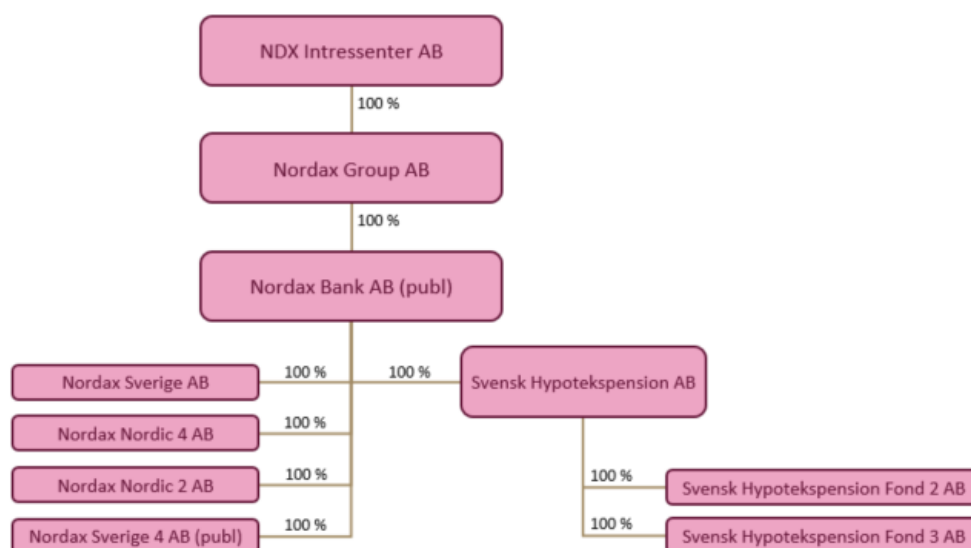 NDX Intressenter AB
100 %
Nordax Group AB
100 %
Nordax Bank AB (publ)
Nordax Sverige AB
100 %
100 %
Svensk Hypotekspension AB
Nordax Nordic 4 AB
100 %
Nordax Nordic 2 AB
100 %
100 %
Svensk Hypotekspension Fond 2 AB
Nordax Sverige 4 AB (publ)
100 %
100 %
Svensk Hypotekspension Fond 3 AB